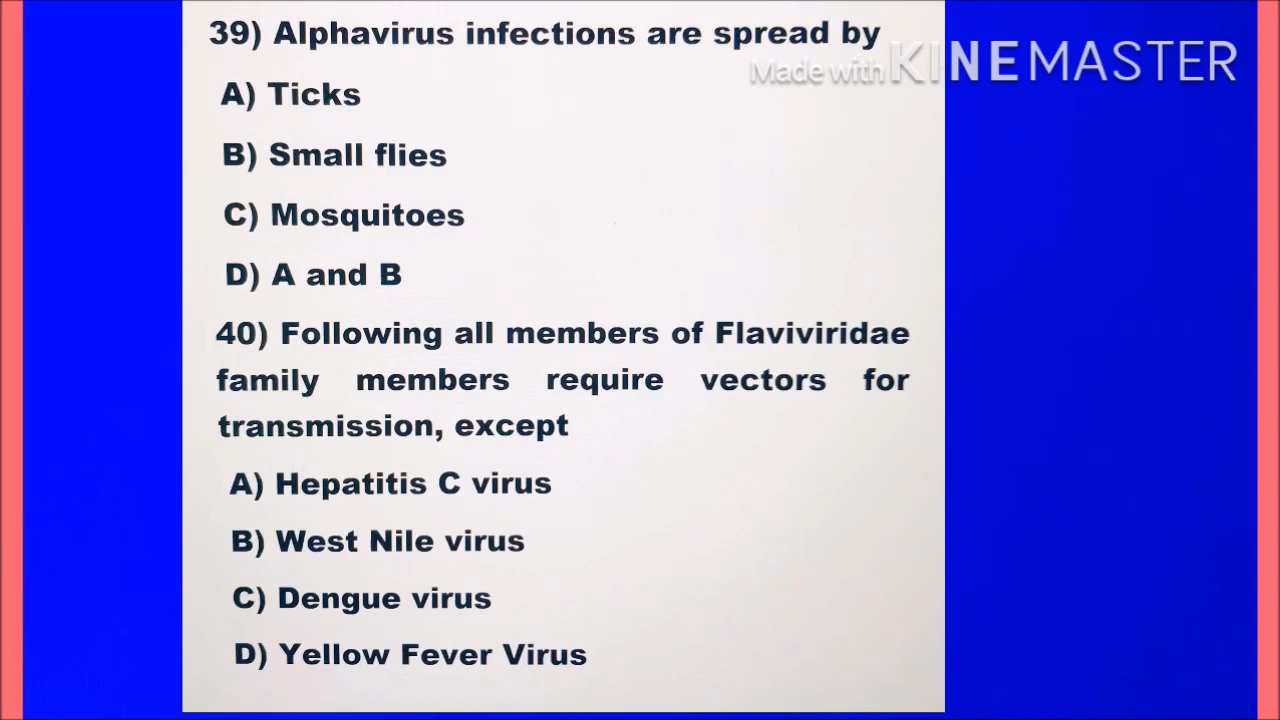 39) Alphavirus infections are spread by
Made with KINEMASTER
A) Ticks
B) Small flies
C) Mosquitoes
D) A and B
40) Following all members of Flaviviridae
family members require vectors for
transmission, except
A) Hepatitis C virus
B) West Nile virus
C) Dengue virus
D) Yellow Fever Virus